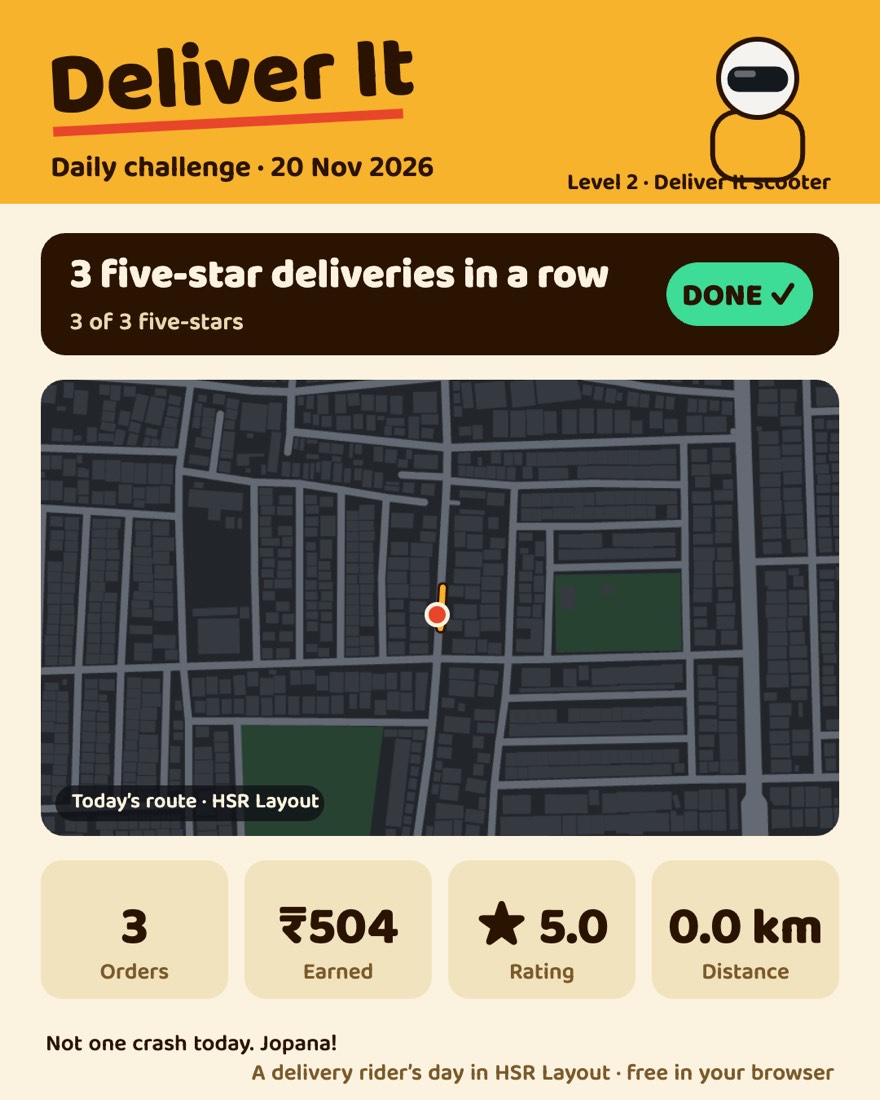 Deliver It
Daily challenge · 20 Nov 2026
Level 2 · Deliver It scooter
3 five-star deliveries in a row
3 of 3 five-stars
DONE ✓
Today's route · HSR Layout
3
Orders
₹504
Earned
★ 5.0
Rating
0.0 km
Distance
Not one crash today. Jopana!
A delivery rider's day in HSR Layout · free in your browser